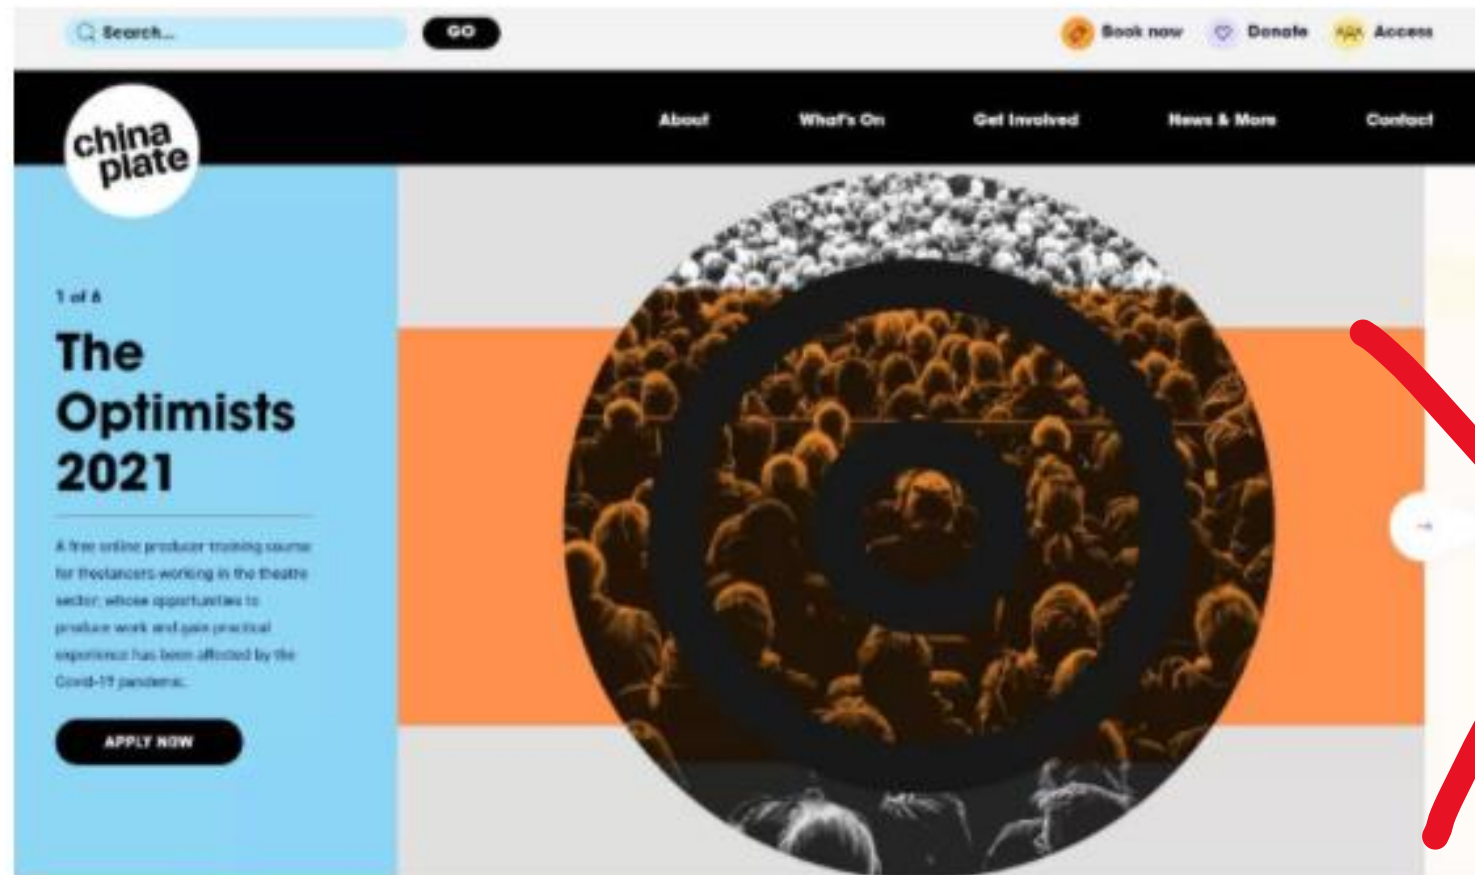 Search...
GO
Book now
Donate
Access
china
plate
About
What's On
Get Involved
News & More
Contact
1 of 6
The
Optimists
2021
A free online producer training course
for freelancers working in the theatre
sector, whose opportunities to
produce work and gain practical
experience has been affected by the
Covid-19 pandemic.
APPLY NOW